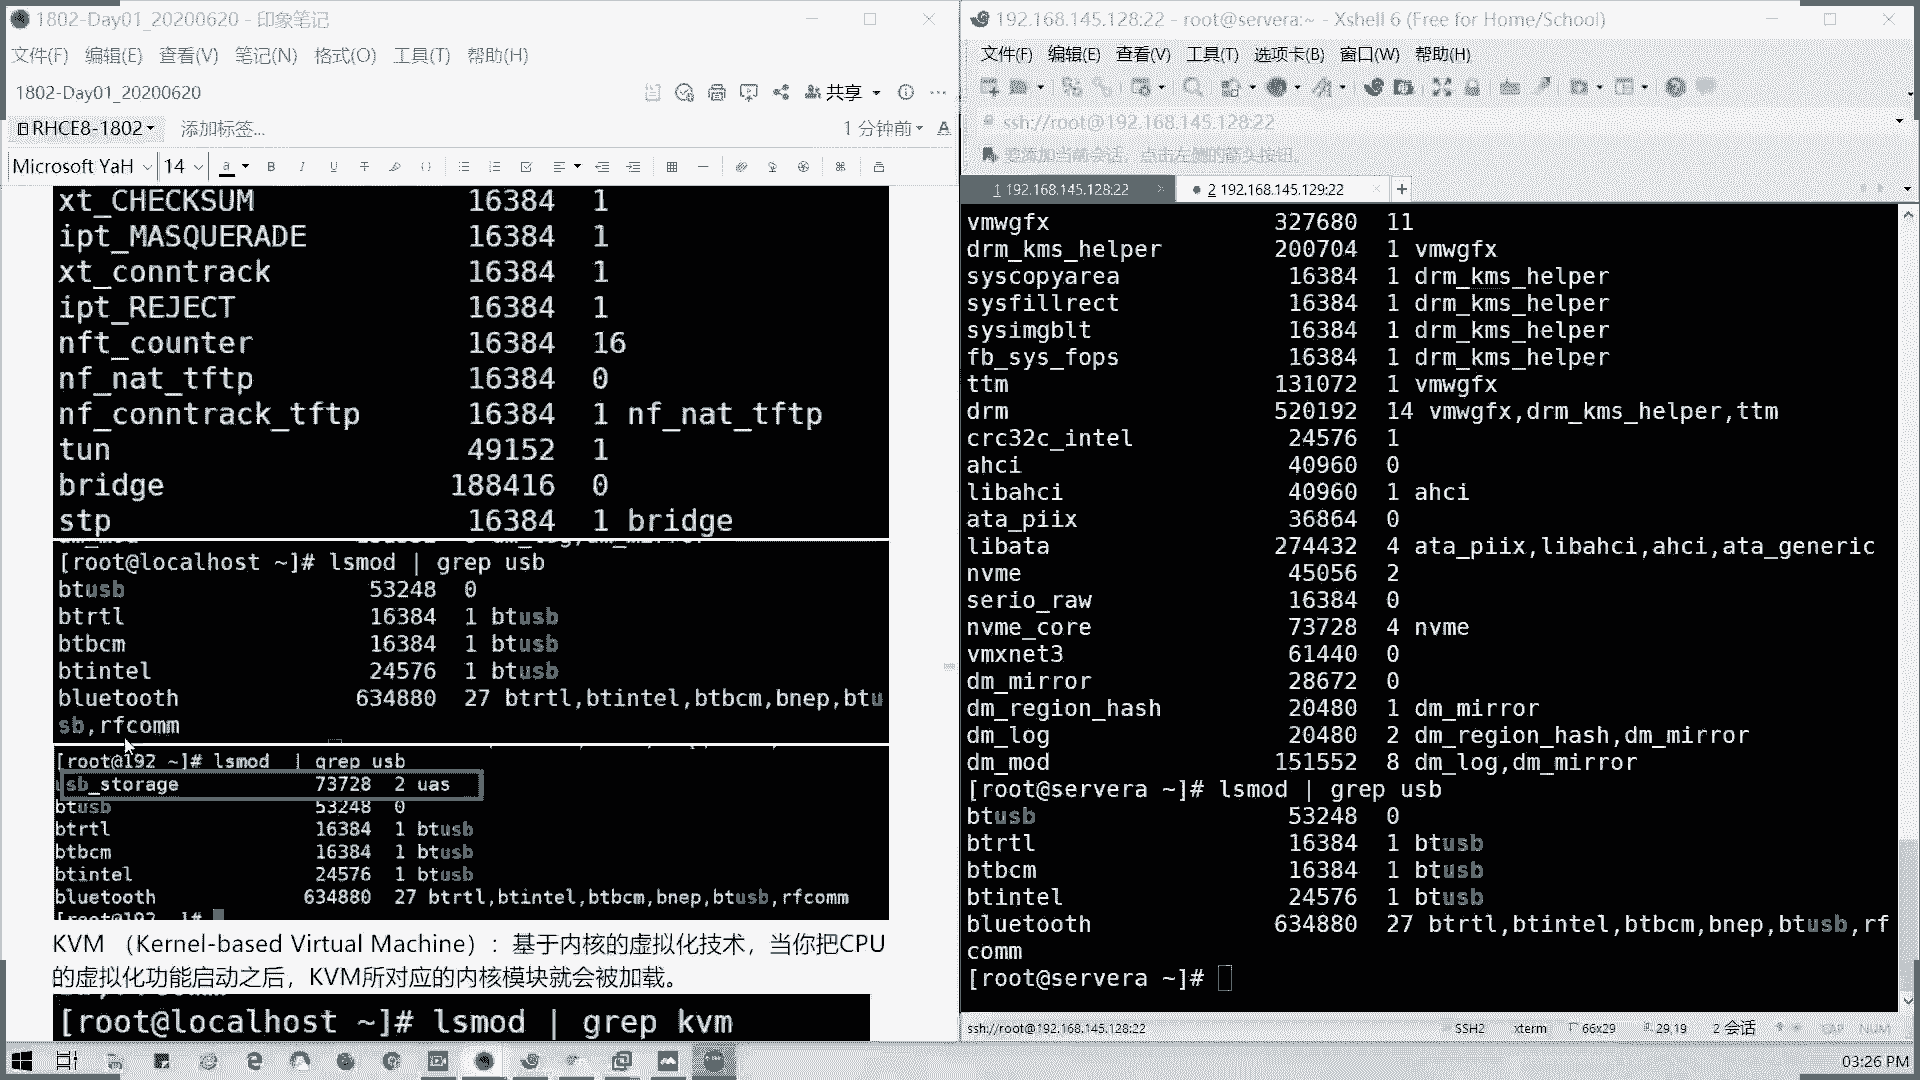 1802-Day01_20200620 - 印象笔记
文件(F) 编辑(E) 查看(V) 笔记(N) 格式(O) 工具(T) 帮助(H)
1802-Day01_20200620
共享
RHCE8-1802
添加标签...
1 分钟前
Microsoft YaH 14
xt_CHECKSUM 16384 1
ipt_MASQUERADE 16384 1
xt_conntrack 16384 1
ipt_REJECT 16384 1
nft_counter 16384 16
nf_nat_tftp 16384 0
nf_conntrack_tftp 16384 1 nf_nat_tftp
tun 49152 1
bridge 188416 0
stp 16384 1 bridge
[root@localhost ~]# lsmod | grep usb
btusb 53248 0
btrtl 16384 1 btusb
btbcm 16384 1 btusb
btintel 24576 1 btusb
bluetooth 634880 27 btrtl,btintel,btbcm,bnep,btu
sb,rfcomm
[root@192 ~]# lsmod | grep usb
usb_storage 73728 2 uas
btusb 53248 0
btrtl 16384 1 btusb
btbcm 16384 1 btusb
btintel 24576 1 btusb
bluetooth 634880 27 btrtl,btintel,btbcm,bnep,btusb,rfcomm
[root@192 ~]#
KVM （Kernel-based Virtual Machine）：基于内核的虚拟化技术，当你把CPU
的虚拟化功能启动之后，KVM所对应的内核模块就会被加载。
[root@localhost ~]# lsmod | grep kvm
192.168.145.128:22 - root@servera:~ - Xshell 6 (Free for Home/School)
文件(F) 编辑(E) 查看(V) 工具(T) 选项卡(B) 窗口(W) 帮助(H)
ssh://root@192.168.145.128:22
要添加当前会话，点击左侧的箭头按钮。
1 192.168.145.128:22
2 192.168.145.129:22
vmwgfx 327680 11
drm_kms_helper 200704 1 vmwgfx
syscopyarea 16384 1 drm_kms_helper
sysfillrect 16384 1 drm_kms_helper
sysimgblt 16384 1 drm_kms_helper
fb_sys_fops 16384 1 drm_kms_helper
ttm 131072 1 vmwgfx
drm 520192 14 vmwgfx,drm_kms_helper,ttm
crc32c_intel 24576 1
ahci 40960 0
libahci 40960 1 ahci
ata_piix 36864 0
libata 274432 4 ata_piix,libahci,ahci,ata_generic
nvme 45056 2
serio_raw 16384 0
nvme_core 73728 4 nvme
vmxnet3 61440 0
dm_mirror 28672 0
dm_region_hash 20480 1 dm_mirror
dm_log 20480 2 dm_region_hash,dm_mirror
dm_mod 151552 8 dm_log,dm_mirror
[root@servera ~]# lsmod | grep usb
btusb 53248 0
btrtl 16384 1 btusb
btbcm 16384 1 btusb
btintel 24576 1 btusb
bluetooth 634880 27 btrtl,btintel,btbcm,bnep,btusb,rf
comm
[root@servera ~]#
ssh://root@192.168.145.128:22 SSH2 xterm 66x29 29,19 2 会话 CAP NUM
03:26 PM